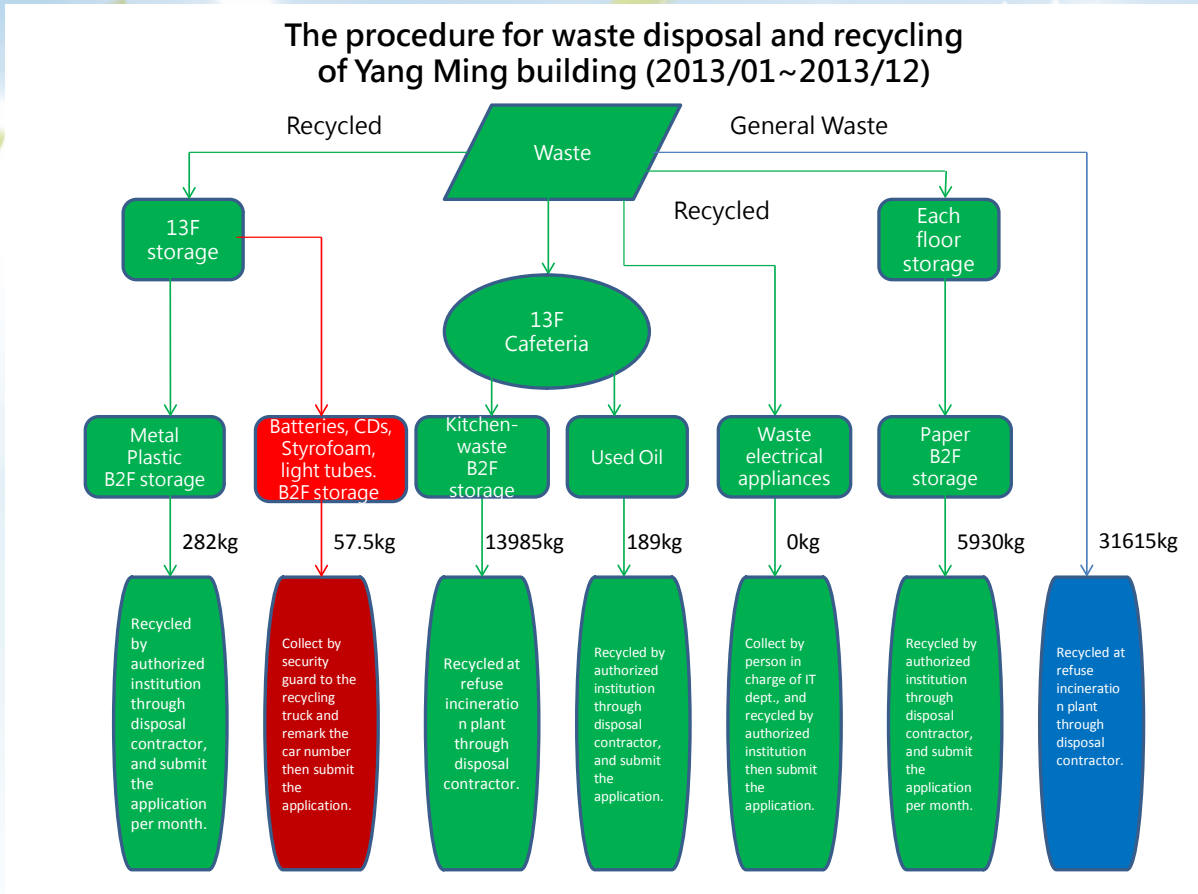 The procedure for waste disposal and recycling
of Yang Ming building (2013/01~2013/12)
Recycled
General Waste
Waste
Recycled
13F
storage
Each
floor
storage
13F
Cafeteria
Metal
Plastic
B2F storage
Batteries, CDs,
Styrofoam,
light tubes.
B2F storage
Kitchen-
waste
B2F
storage
Used Oil
Waste
electrical
appliances
Paper
B2F
storage
282kg
57.5kg
13985kg
189kg
0kg
5930kg
31615kg
Recycled
by
authorized
institution
through
disposal
contractor,
and submit
the
application
per month.
Collect by
security
guard to the
recycling
truck and
remark the
car number
then submit
the
application.
Recycled at
refuse
incineratio
n plant
through
disposal
contractor.
Recycled by
authorized
institution
through
disposal
contractor,
and submit
the
application.
Collect by
person in
charge of IT
dept., and
recycled by
authorized
institution
then submit
the
application.
Recycled by
authorized
institution
through
disposal
contractor,
and submit
the
application
per month.
Recycled at
refuse
incineratio
n plant
through
disposal
contractor.